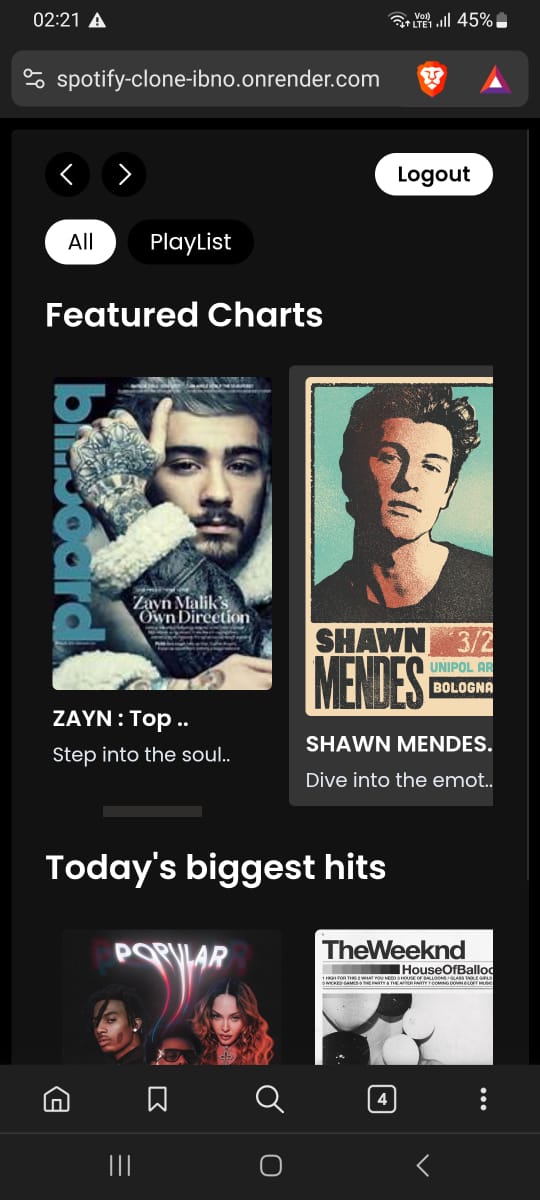 02:21
Vo))
LTE1
45%
spotify-clone-ibno.onrender.com
Logout
All
PlayList
Featured Charts
billboard
Zayn Malik's
Own Direction
ZAYN : Top ..
Step into the soul..
SHAWN
MENDES
3/2
UNIPOL AR
BOLOGNA
SHAWN MENDES.
Dive into the emot..
Today's biggest hits
POPULAR
TheWeeknd
HouseOfBalloo
4